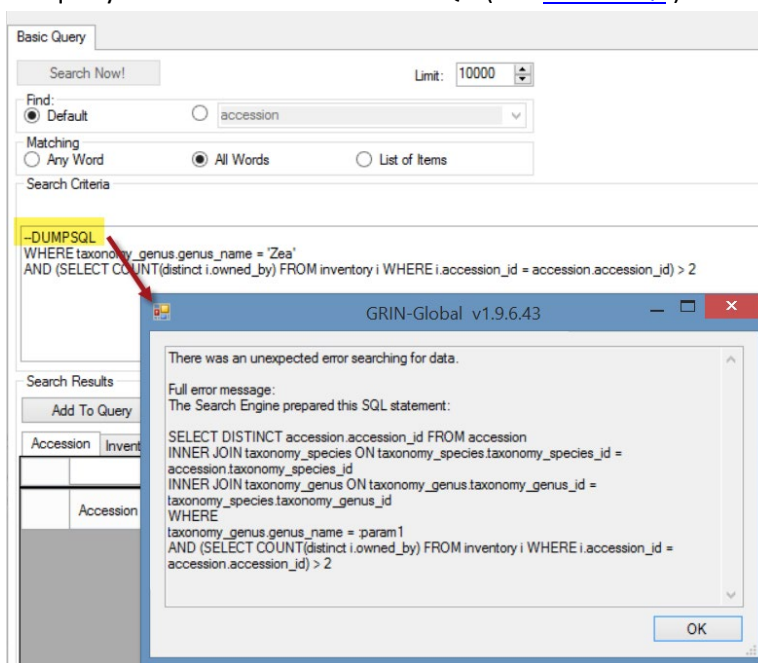 Basic Query
Search Now!
Limit: 10000
Find:
Default accession
Matching
Any Word All Words List of Items
Search Criteria
--DUMPSQL
WHERE taxonomy_genus.genus_name = 'Zea'
AND (SELECT COUNT(distinct i.owned_by) FROM inventory i WHERE i.accession_id = accession.accession_id) > 2
GRIN-Global v1.9.6.43
There was an unexpected error searching for data.
Full error message:
The Search Engine prepared this SQL statement:
SELECT DISTINCT accession.accession_id FROM accession
INNER JOIN taxonomy_species ON taxonomy_species.taxonomy_species_id =
accession.taxonomy_species_id
INNER JOIN taxonomy_genus ON taxonomy_genus.taxonomy_genus_id =
taxonomy_species.taxonomy_genus_id
WHERE
taxonomy_genus.genus_name = :param1
AND (SELECT COUNT(distinct i.owned_by) FROM inventory i WHERE i.accession_id =
accession.accession_id) > 2
OK
Search Results
Add To Query
Accession Invent
Accession